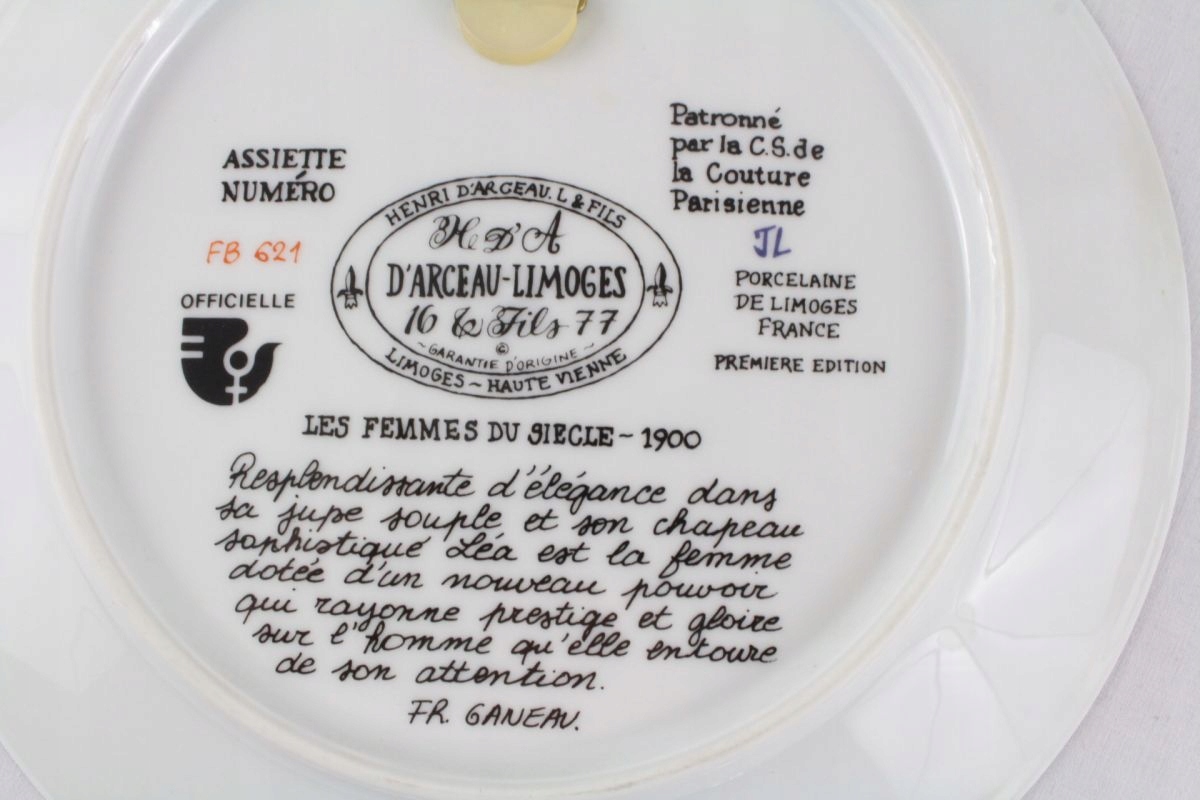 ASSIETTE
NUMÉRO
FB 621
OFFICIELLE
HENRI D'ARCEAU. L & FILS
H D'A
D'ARCEAU-LIMOGES
16 & Fils 77
©
~GARANTIE D'ORIGINE~
LIMOGES ~ HAUTE VIENNE
Patronné
par la C.S. de
la Couture
Parisienne
JL
PORCELAINE
DE LIMOGES
FRANCE
PREMIERE EDITION
LES FEMMES DU SIECLE ~ 1900
Resplendissante d'élégance dans
sa jupe souple et son chapeau
sophistiqué Léa est la femme
dotée d'un nouveau pouvoir
qui rayonne prestige et gloire
sur l'homme qu'elle entoure
de son attention.
FR. GANEAU.